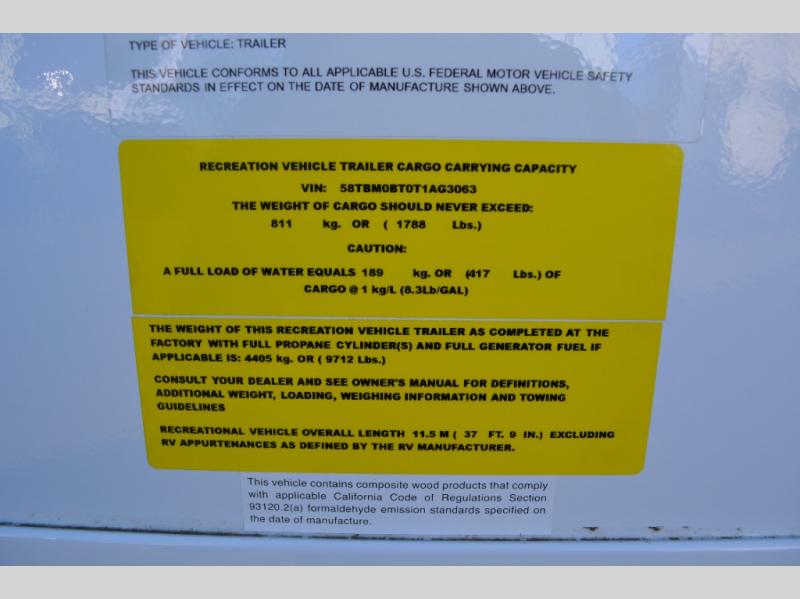 TYPE OF VEHICLE: TRAILER
THIS VEHICLE CONFORMS TO ALL APPLICABLE U.S. FEDERAL MOTOR VEHICLE SAFETY
STANDARDS IN EFFECT ON THE DATE OF MANUFACTURE SHOWN ABOVE.
RECREATION VEHICLE TRAILER CARGO CARRYING CAPACITY
VIN: 58TBM0BT0T1AG3063
THE WEIGHT OF CARGO SHOULD NEVER EXCEED:
811 kg. OR ( 1788 Lbs.)
CAUTION:
A FULL LOAD OF WATER EQUALS 189 kg. OR (417 Lbs.) OF
CARGO @ 1 kg/L (8.3Lb/GAL)
THE WEIGHT OF THIS RECREATION VEHICLE TRAILER AS COMPLETED AT THE
FACTORY WITH FULL PROPANE CYLINDER(S) AND FULL GENERATOR FUEL IF
APPLICABLE IS: 4405 kg. OR ( 9712 Lbs.)
CONSULT YOUR DEALER AND SEE OWNER'S MANUAL FOR DEFINITIONS,
ADDITIONAL WEIGHT, LOADING, WEIGHING INFORMATION AND TOWING
GUIDELINES
RECREATIONAL VEHICLE OVERALL LENGTH 11.5 M ( 37 FT. 9 IN.) EXCLUDING
RV APPURTENANCES AS DEFINED BY THE RV MANUFACTURER.
This vehicle contains composite wood products that comply
with applicable California Code of Regulations Section
93120.2(a) formaldehyde emission standards specified on
the date of manufacture.